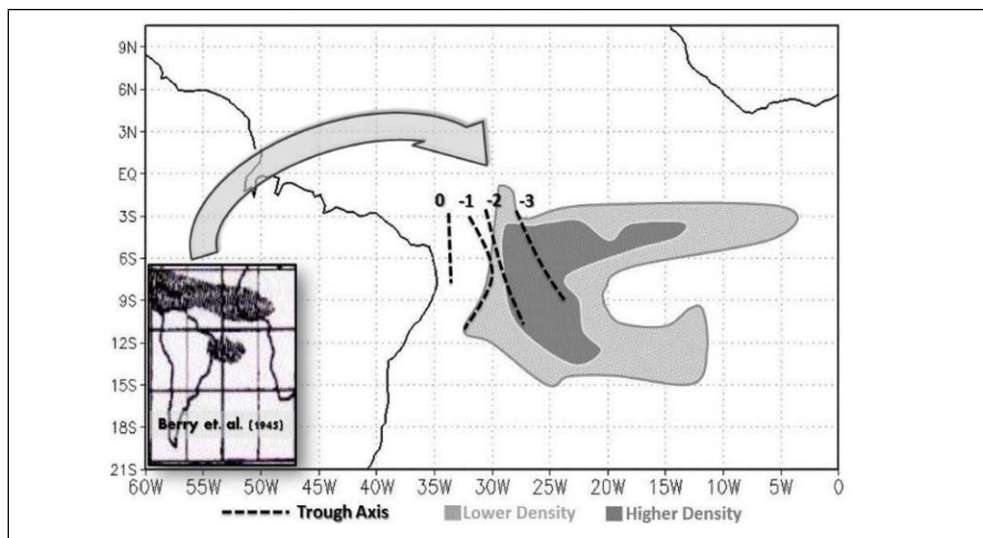 9N
6N
3N
EQ
0 -1 -2 -3
3S
6S
9S
12S
15S
18S
21S
Berry et. al. (1945)
60W 55W 50W 45W 40W 35W 30W 25W 20W 15W 10W 5W 0
Trough Axis Lower Density Higher Density